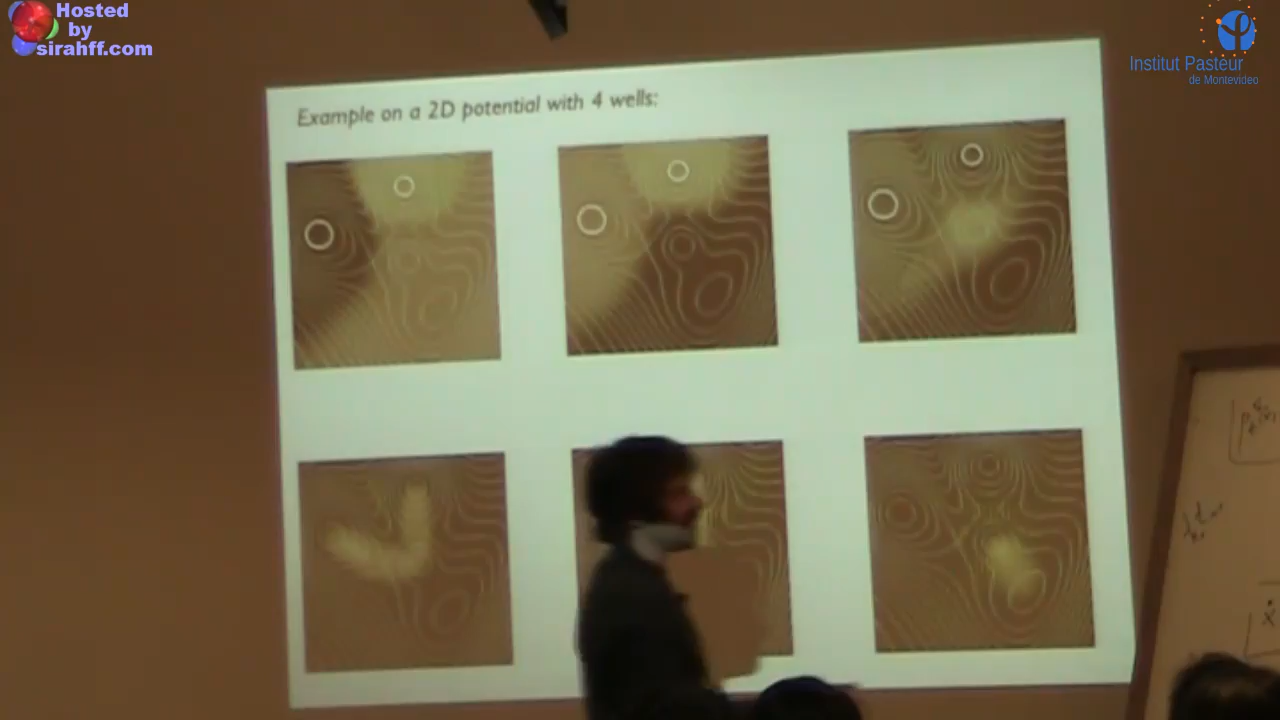 Hosted
by
sirahff.com
Institut Pasteur
de Montevideo
Example on a 2D potential with 4 wells: